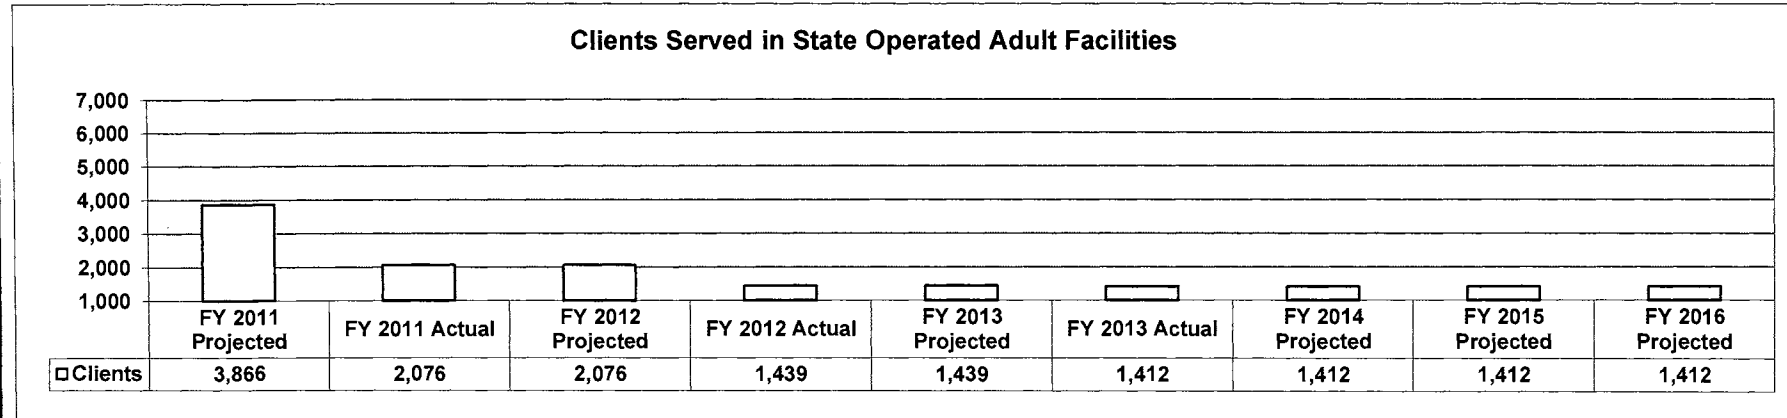 Clients Served in State Operated Adult Facilities
7,000
6,000
5,000
4,000
3,000
2,000
1,000
FY 2011 Projected FY 2011 Actual FY 2012 Projected FY 2012 Actual FY 2013 Projected FY 2013 Actual FY 2014 Projected FY 2015 Projected FY 2016 Projected
Clients 3,866 2,076 2,076 1,439 1,439 1,412 1,412 1,412 1,412